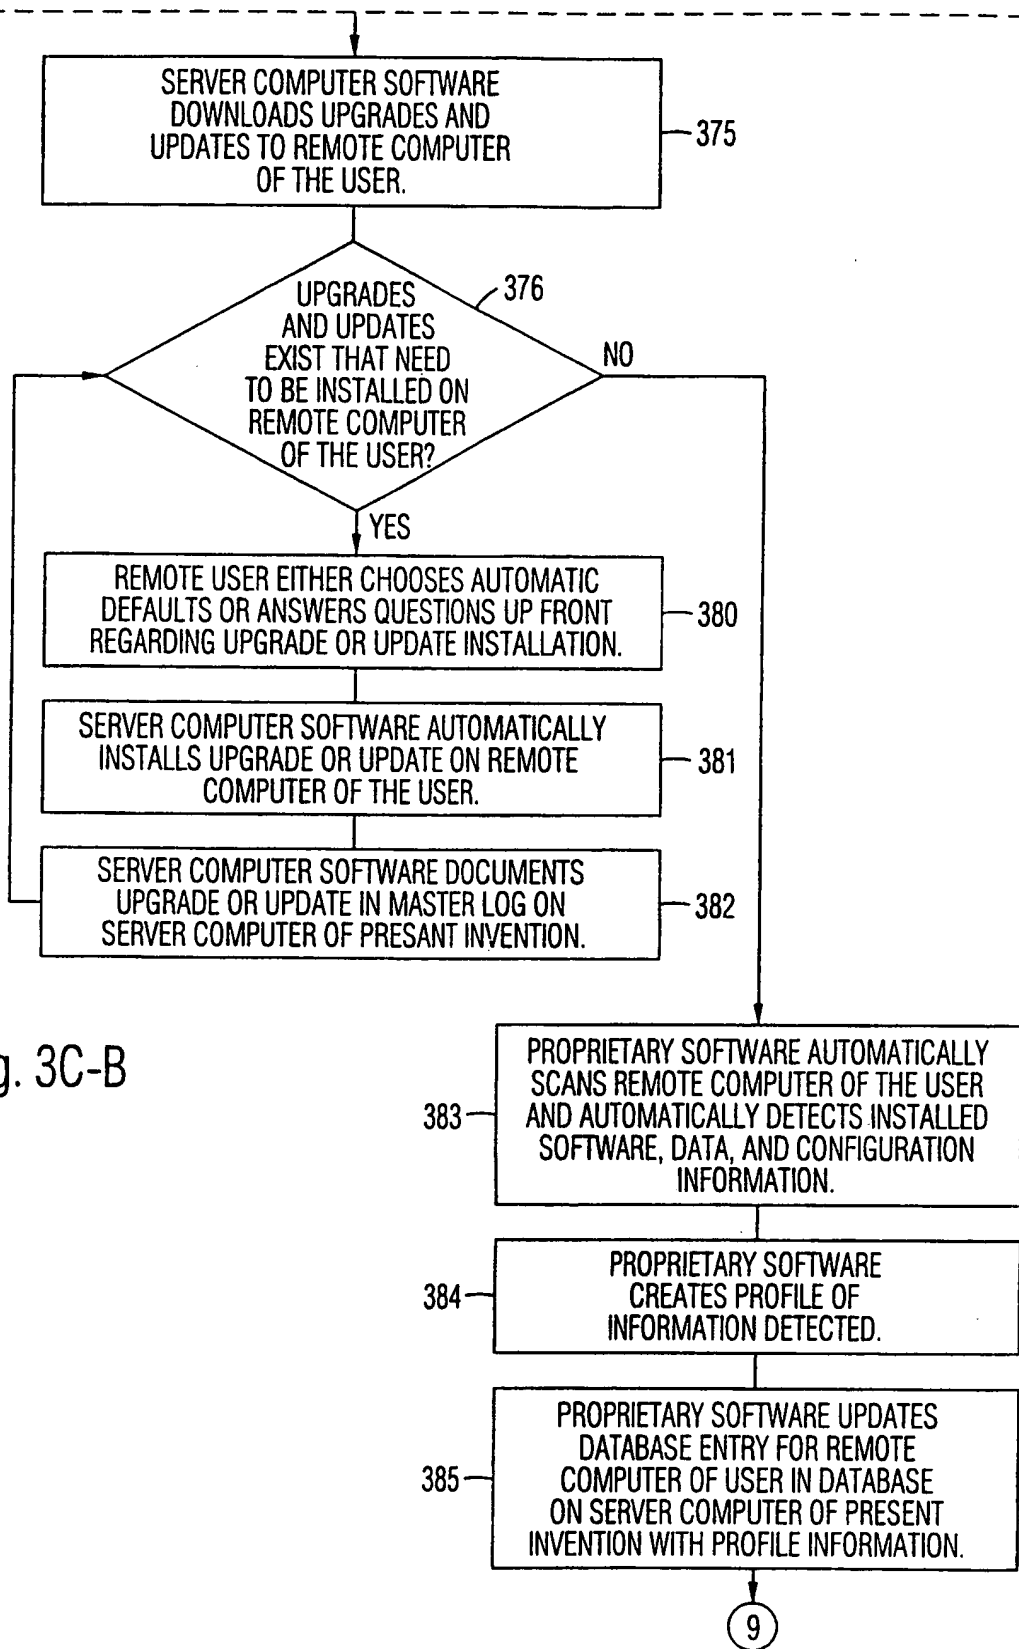 SERVER COMPUTER SOFTWARE
DOWNLOADS UPGRADES AND
UPDATES TO REMOTE COMPUTER
OF THE USER.
375
UPGRADES
AND UPDATES
EXIST THAT NEED
TO BE INSTALLED ON
REMOTE COMPUTER
OF THE USER?
376
NO
YES
REMOTE USER EITHER CHOOSES AUTOMATIC
DEFAULTS OR ANSWERS QUESTIONS UP FRONT
REGARDING UPGRADE OR UPDATE INSTALLATION.
380
SERVER COMPUTER SOFTWARE AUTOMATICALLY
INSTALLS UPGRADE OR UPDATE ON REMOTE
COMPUTER OF THE USER.
381
SERVER COMPUTER SOFTWARE DOCUMENTS
UPGRADE OR UPDATE IN MASTER LOG ON
SERVER COMPUTER OF PRESANT INVENTION.
382
g. 3C-B
PROPRIETARY SOFTWARE AUTOMATICALLY
SCANS REMOTE COMPUTER OF THE USER
AND AUTOMATICALLY DETECTS INSTALLED
SOFTWARE, DATA, AND CONFIGURATION
INFORMATION.
383
PROPRIETARY SOFTWARE
CREATES PROFILE OF
INFORMATION DETECTED.
384
PROPRIETARY SOFTWARE UPDATES
DATABASE ENTRY FOR REMOTE
COMPUTER OF USER IN DATABASE
ON SERVER COMPUTER OF PRESENT
INVENTION WITH PROFILE INFORMATION.
385
9